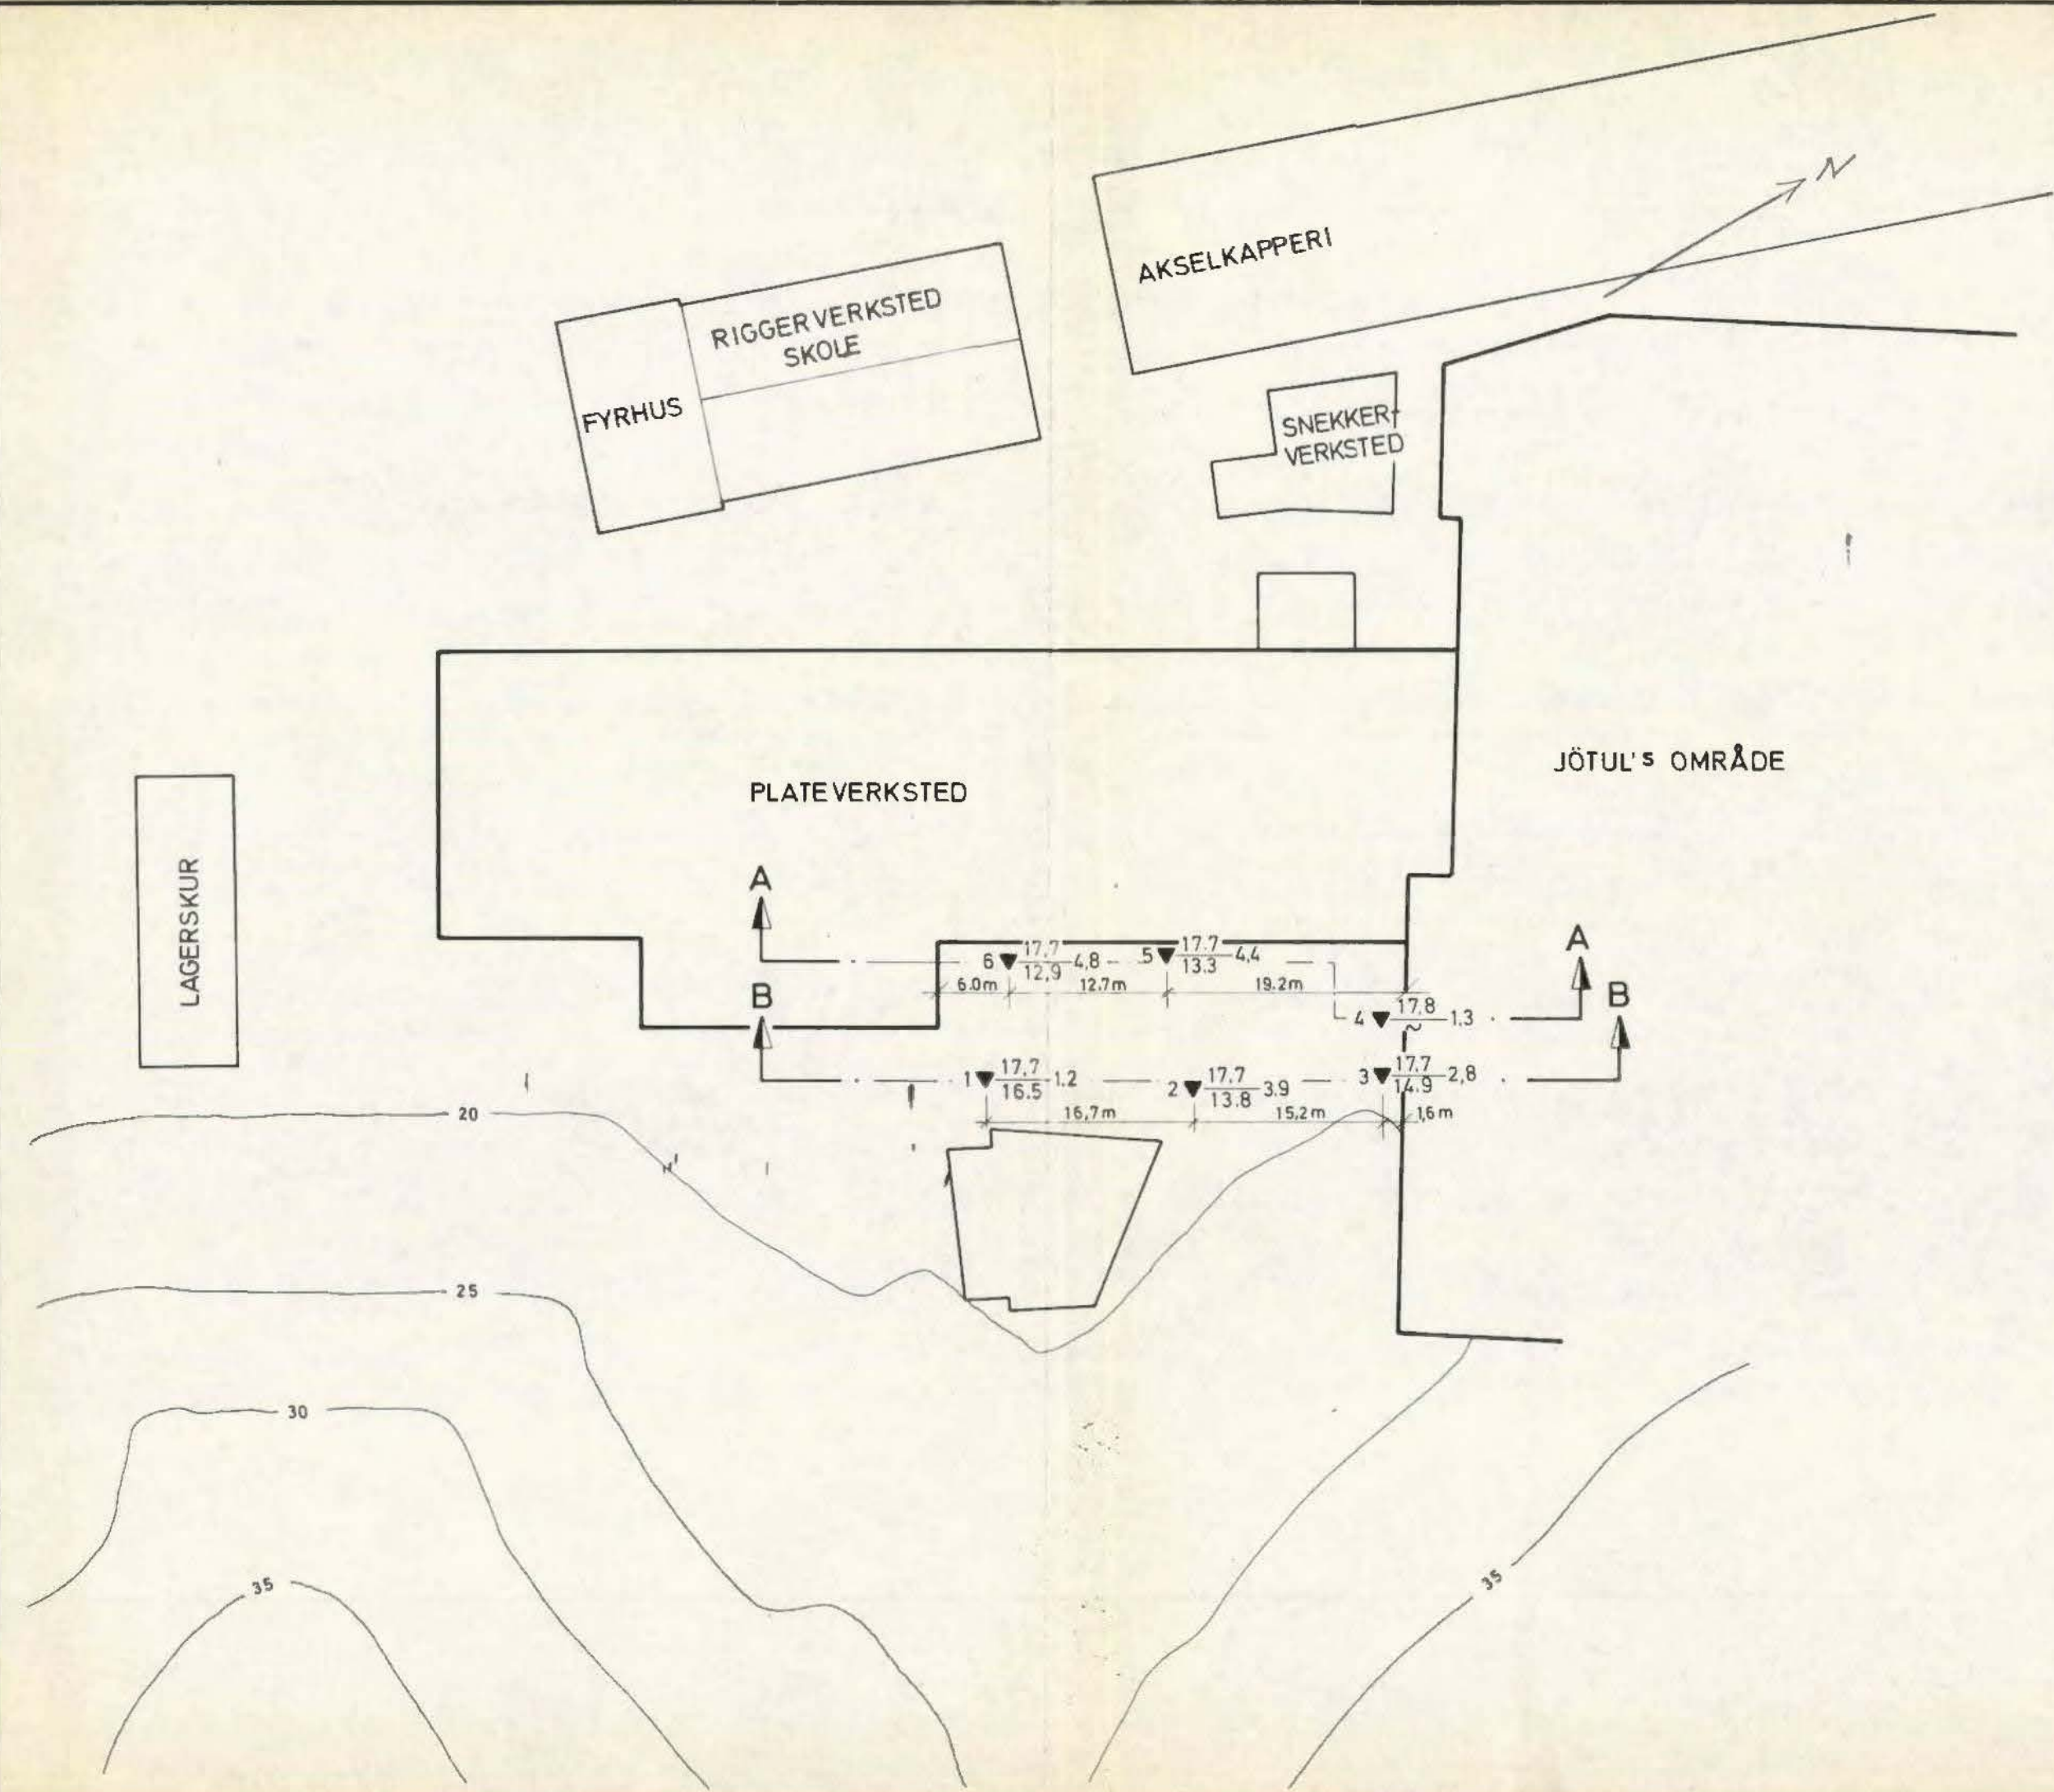 N
AKSELKAPPERI
RIGGERVERKSTED
SKOLE
FYRHUS
SNEKKER-
VERKSTED
JÖTUL'S OMRÅDE
PLATEVERKSTED
LAGERSKUR
A
A
6 17,7 4,8
12,9
5 17.7 4,4
13.3
6.0m 12.7m 19.2m
B
B
4 17,8 1,3
~
1 17,7 1.2
16.5
2 17.7 3.9
13.8
3 17.7 2,8
14.9
16,7m 15,2m 1,6m
20
25
30
35
35